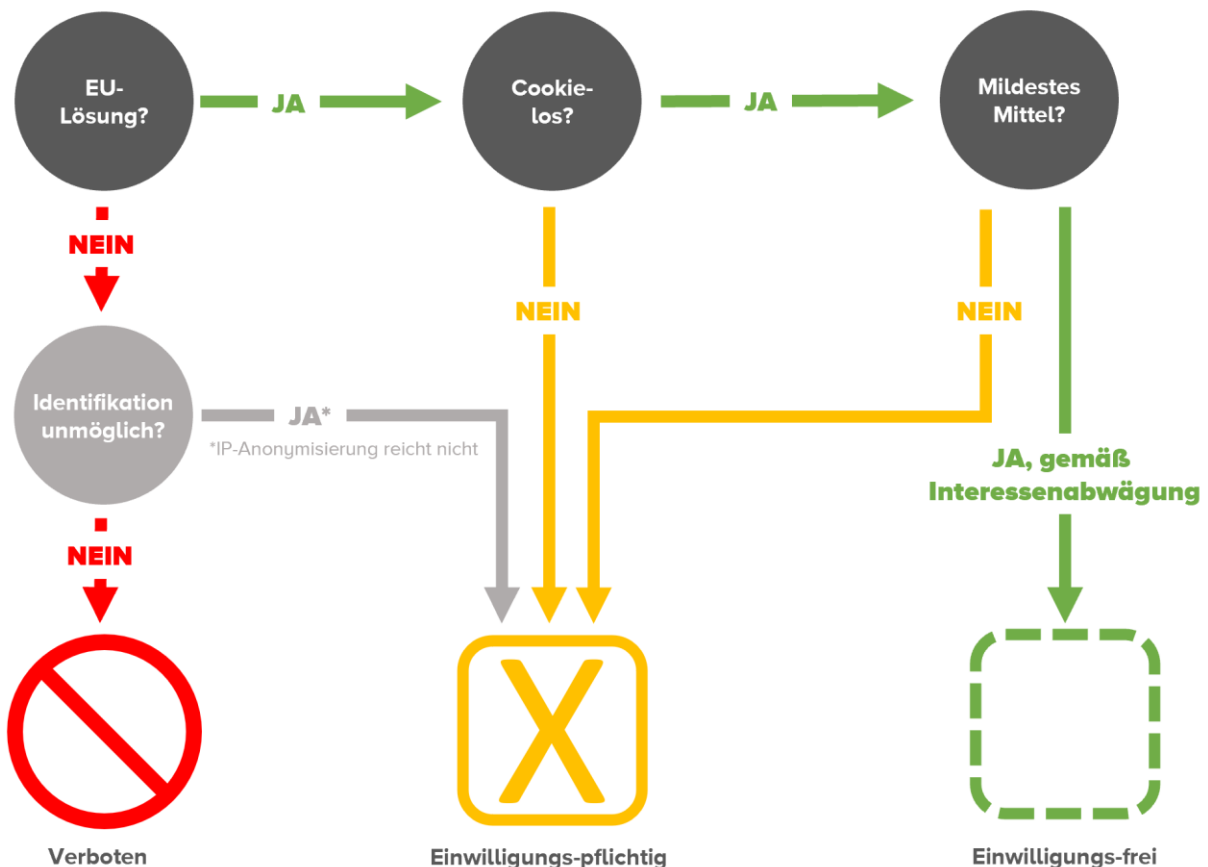 EU-
Lösung?
JA
Cookie-
los?
JA
Mildestes
Mittel?
NEIN
NEIN
NEIN
Identifikation
unmöglich?
JA*
*IP-Anonymisierung reicht nicht
JA, gemäß
Interessenabwägung
NEIN
X
Verboten
Einwilligungs-pflichtig
Einwilligungs-frei